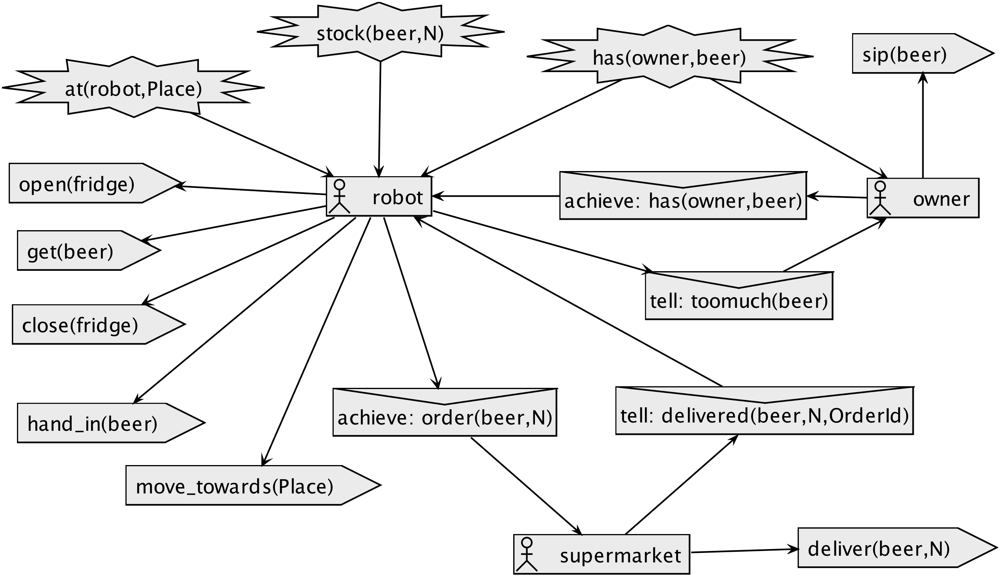 stock(beer,N)
has(owner,beer)
sip(beer)
at(robot,Place)
open(fridge)
robot
achieve: has(owner,beer)
owner
get(beer)
tell: toomuch(beer)
close(fridge)
hand_in(beer)
achieve: order(beer,N)
tell: delivered(beer,N,OrderId)
move_towards(Place)
supermarket
deliver(beer,N)